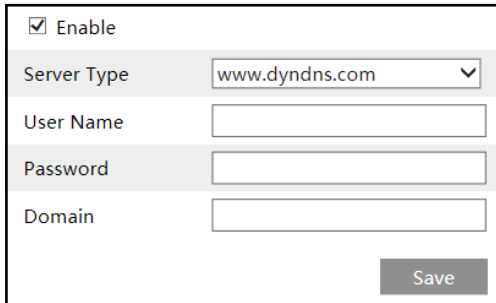 Enable
Server Type www.dyndns.com
User Name
Password
Domain
Save